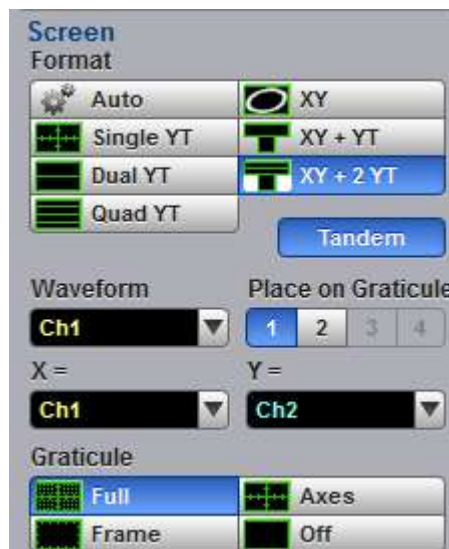 Screen
Format
Auto XY
Single YT XY + YT
Dual YT XY + 2 YT
Quad YT
Tandem
Waveform Place on Graticule
Ch1 1 2 3 4
X = Y =
Ch1 Ch2
Graticule
Full Axes
Frame Off